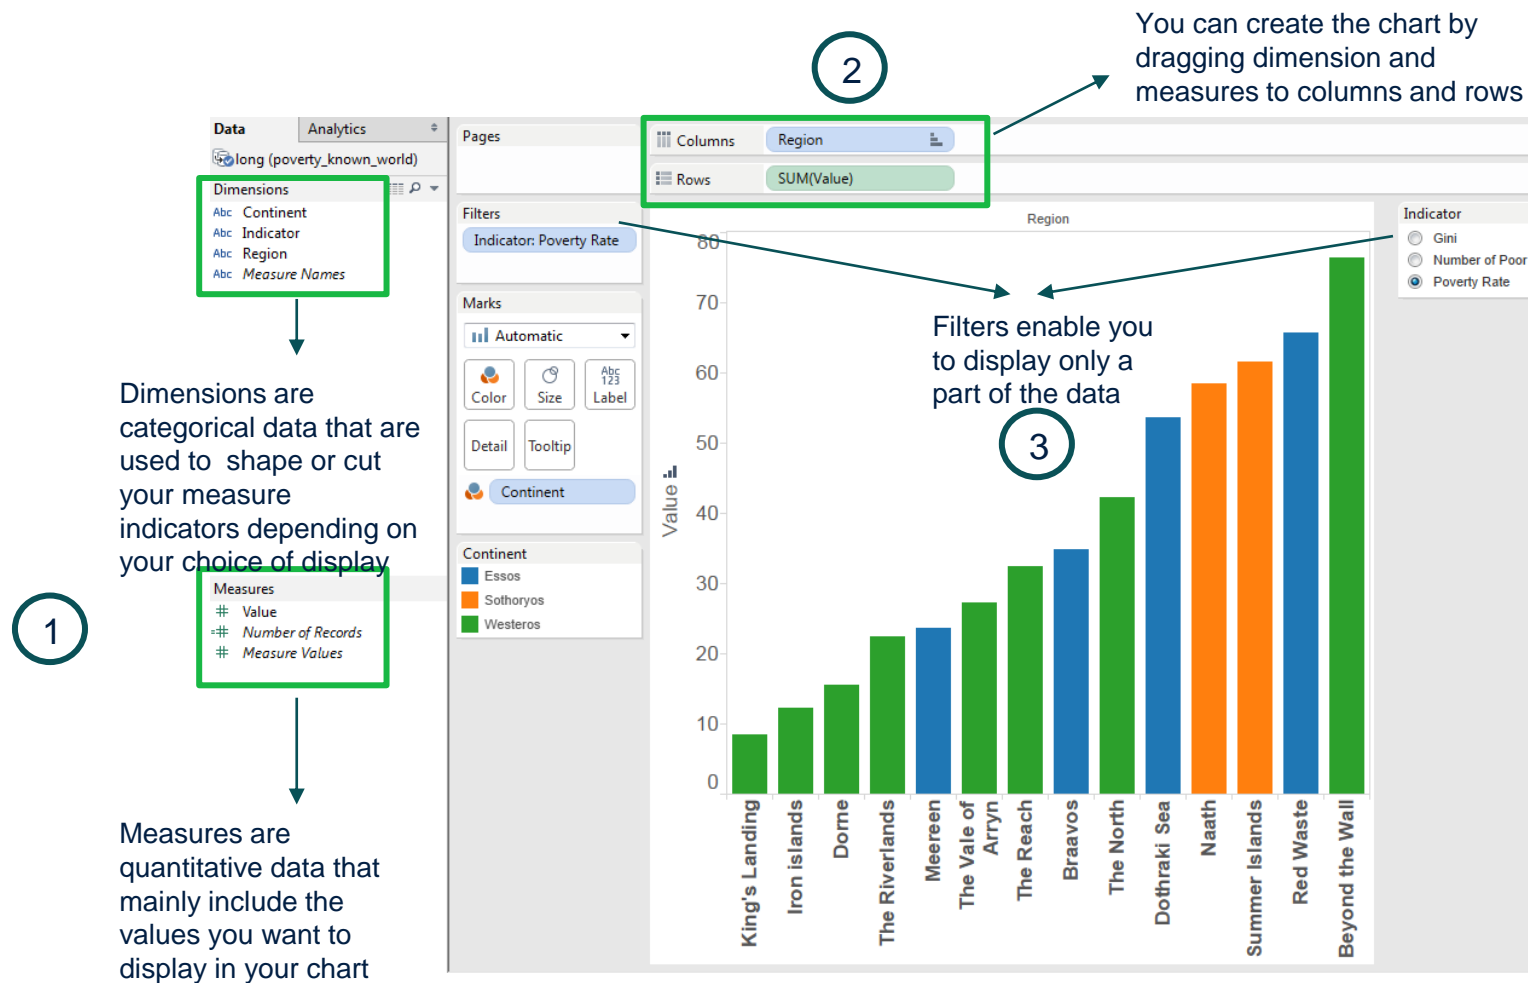 You can create the chart by
dragging dimension and
measures to columns and rows
2
Data
Analytics
long (poverty_known_world)
Dimensions
Abc Continent
Abc Indicator
Abc Region
Abc Measure Names
Dimensions are
categorical data that are
used to  shape or cut
your measure
indicators depending on
your choice of display
1
Measures
# Value
=# Number of Records
# Measure Values
Measures are
quantitative data that
mainly include the
values you want to
display in your chart
Pages
Filters
Indicator: Poverty Rate
Marks
Automatic
Color
Size
Abc
123
Label
Detail
Tooltip
Continent
Continent
Essos
Sothoryos
Westeros
Columns
Region
Rows
SUM(Value)
Region
Value
80
70
60
50
40
30
20
10
0
Filters enable you
to display only a
part of the data
3
King's Landing
Iron islands
Dorne
The Riverlands
Meereen
The Vale of
Arryn
The Reach
Braavos
The North
Dothraki Sea
Naath
Summer Islands
Red Waste
Beyond the Wall
Indicator
Gini
Number of Poor
Poverty Rate